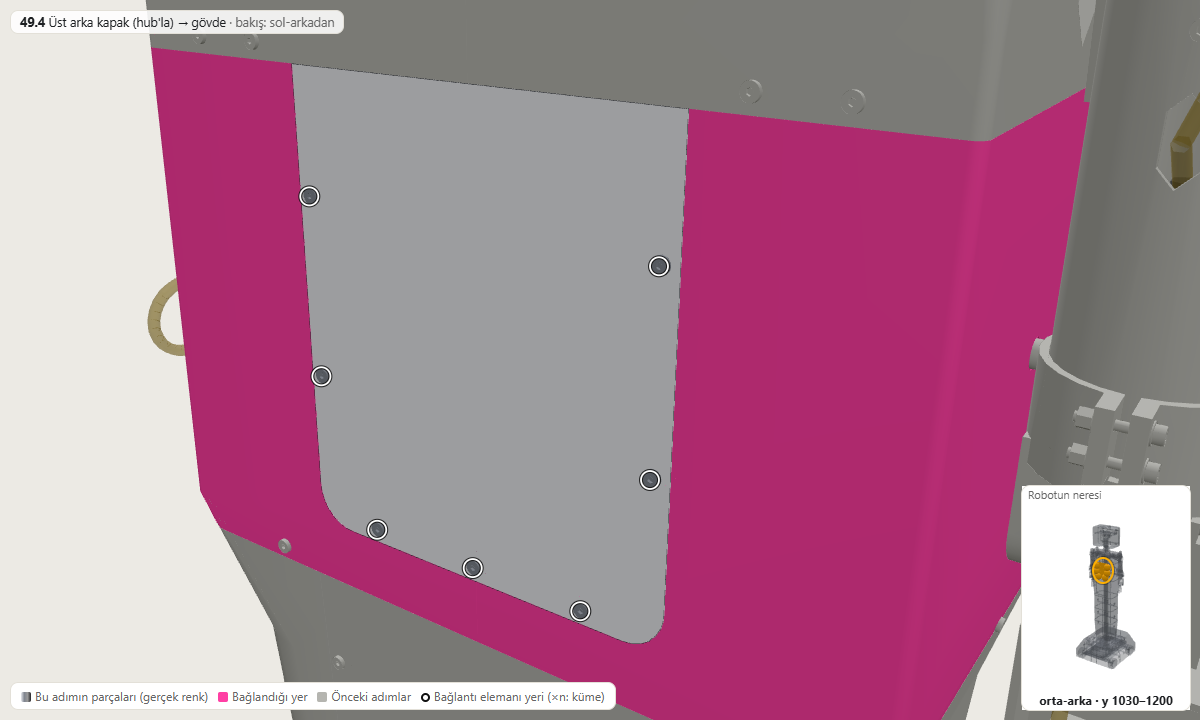 49.4 Üst arka kapak (hub'la) → gövde · bakış: sol-arkadan
Robotun neresi
orta-arka · y 1030–1200
Bu adımın parçaları (gerçek renk) Bağlandığı yer Önceki adımlar Bağlantı elemanı yeri (×n: küme)